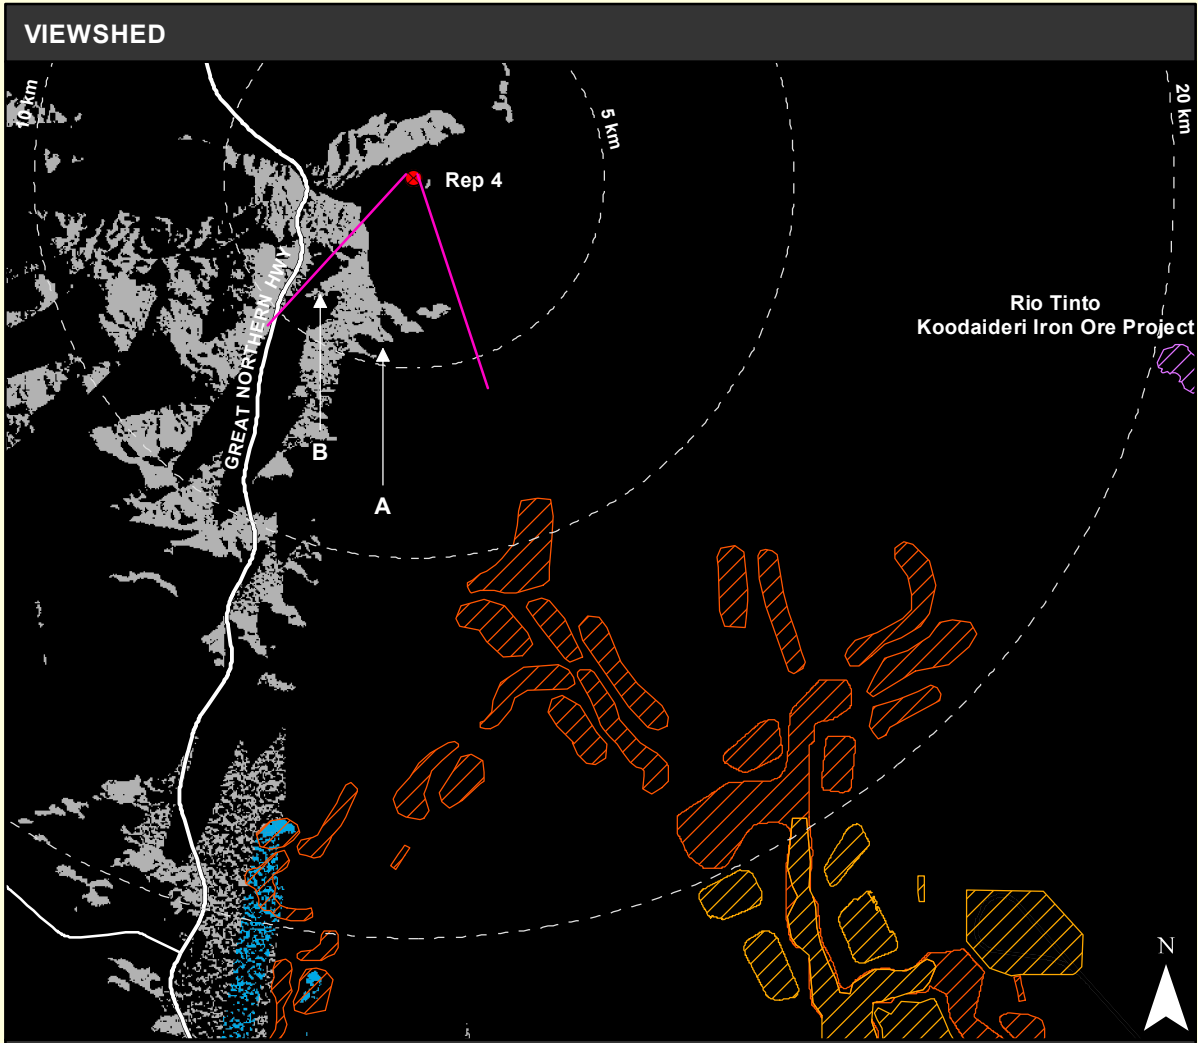 VIEWSHED
10 km
5 km
20 km
Rep 4
GREAT NORTHERN HWY
Rio Tinto
Koodaideri Iron Ore Project
B
A
N